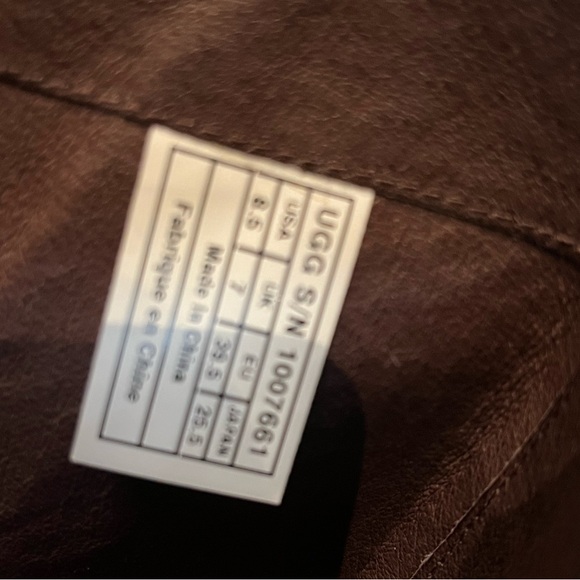 UGG S/N 1007661
USA UK EU JAPAN
8.5 7 39.5 25.5
Made in China
Fabriqué en Chine